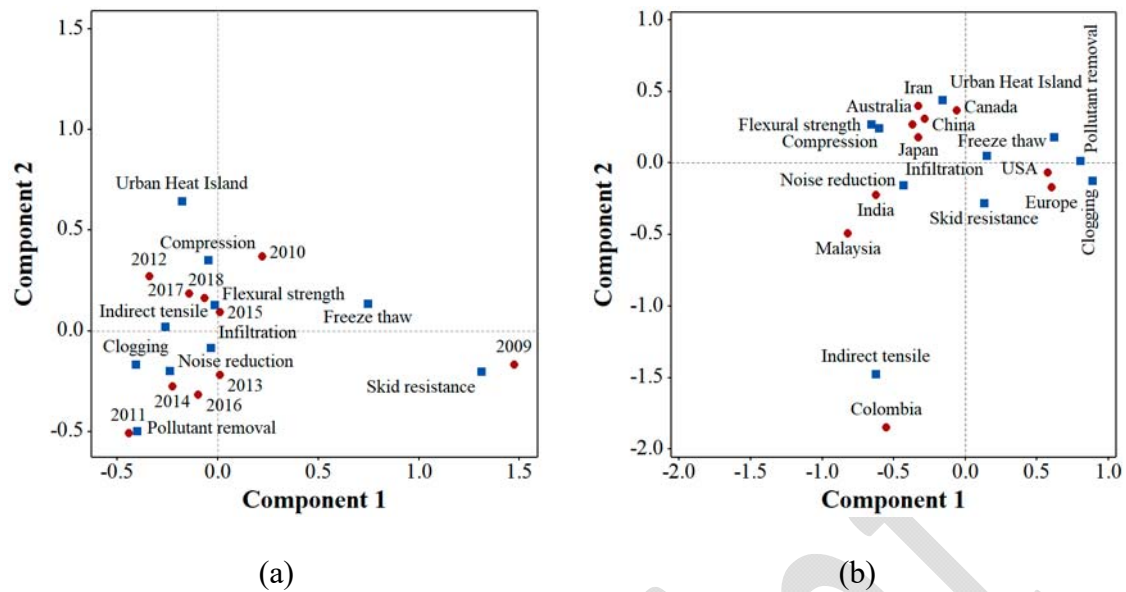 1.5
1.0
0.5
0.0
-0.5
Component 2
Urban Heat Island
Compression
2010
2012
2018
2017
Flexural strength
Indirect tensile
2015
Freeze thaw
Infiltration
Clogging
Noise reduction
2009
2013
Skid resistance
2014
2016
2011
Pollutant removal
-0.5
0.0
0.5
1.0
1.5
Component 1
(a)
1.0
0.5
0.0
-0.5
-1.0
-1.5
-2.0
Component 2
Pollutant removal
Iran
Urban Heat Island
Australia
Canada
Flexural strength
China
Compression
Japan
Freeze thaw
Infiltration
USA
Noise reduction
India
Skid resistance
Europe
Clogging
Malaysia
Indirect tensile
Colombia
-2.0
-1.5
-1.0
-0.5
0.0
0.5
1.0
Component 1
(b)